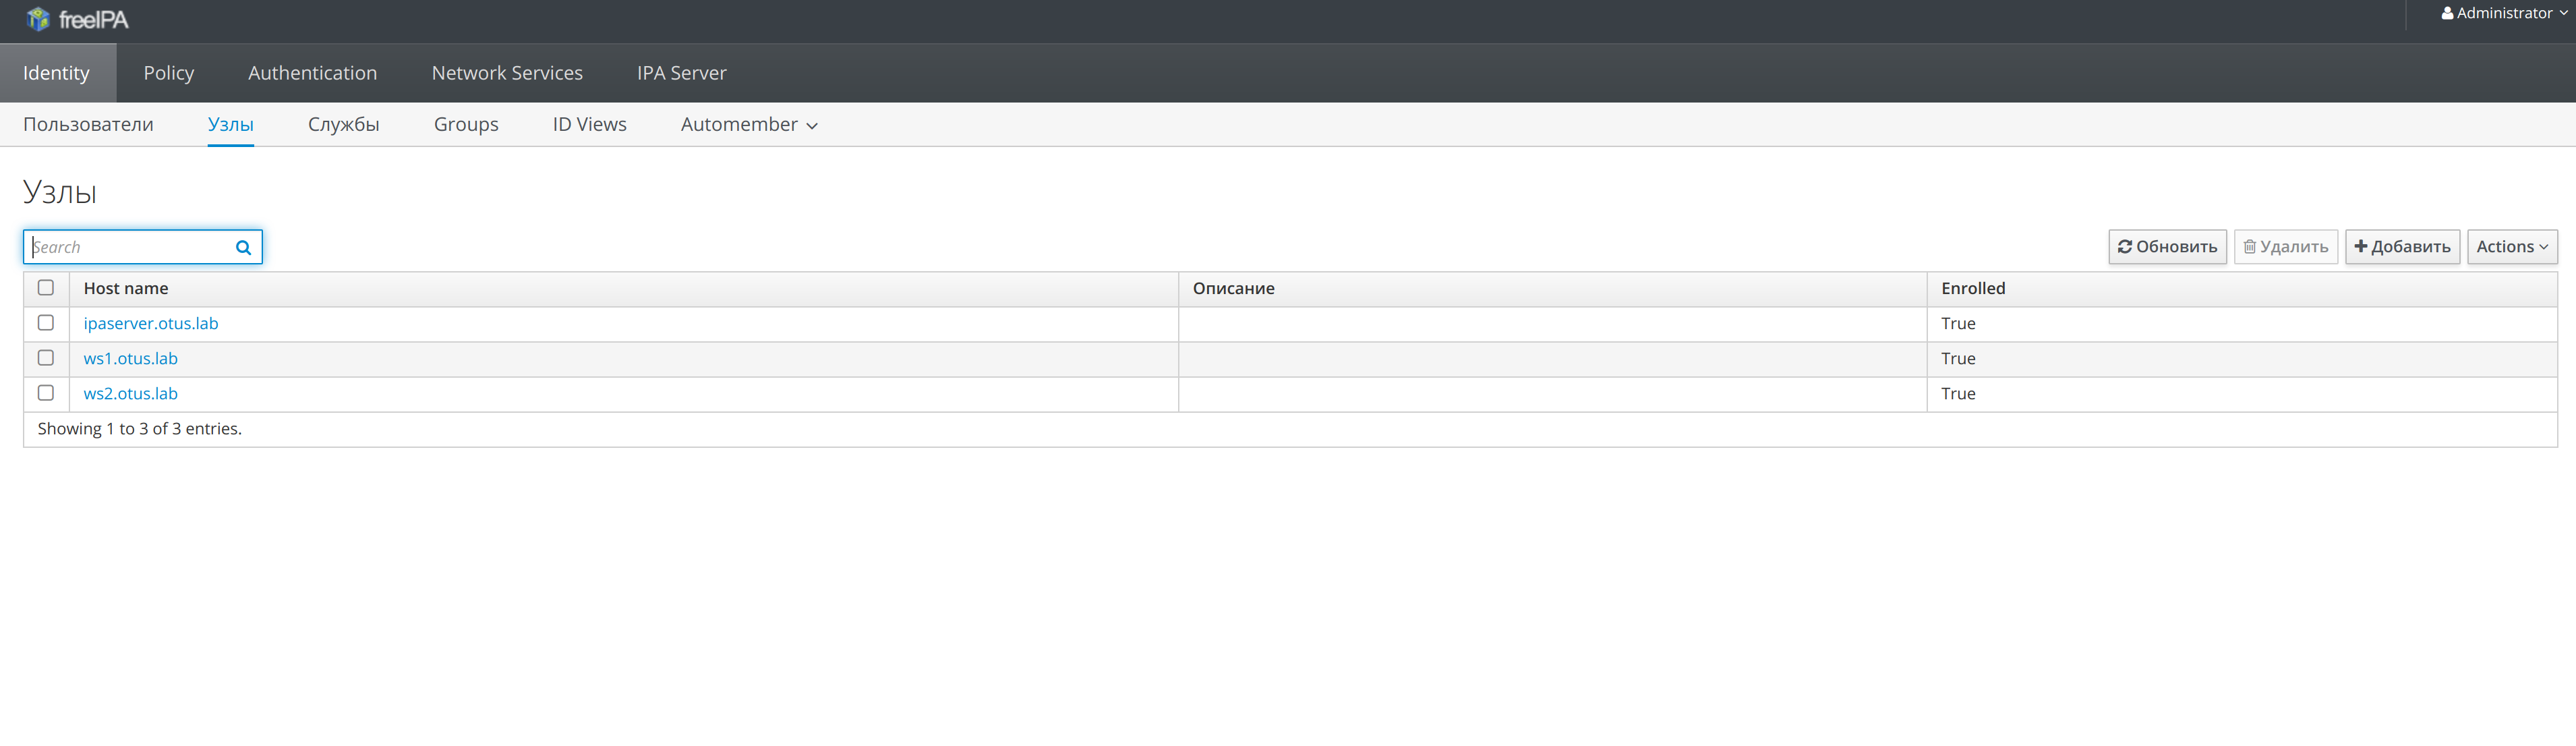 freeIPA
Administrator
Identity Policy Authentication Network Services IPA Server
Пользователи Узлы Службы Groups ID Views Automember
Узлы
Search
Обновить Удалить Добавить Actions
Host name Описание Enrolled
ipaserver.otus.lab True
ws1.otus.lab True
ws2.otus.lab True
Showing 1 to 3 of 3 entries.